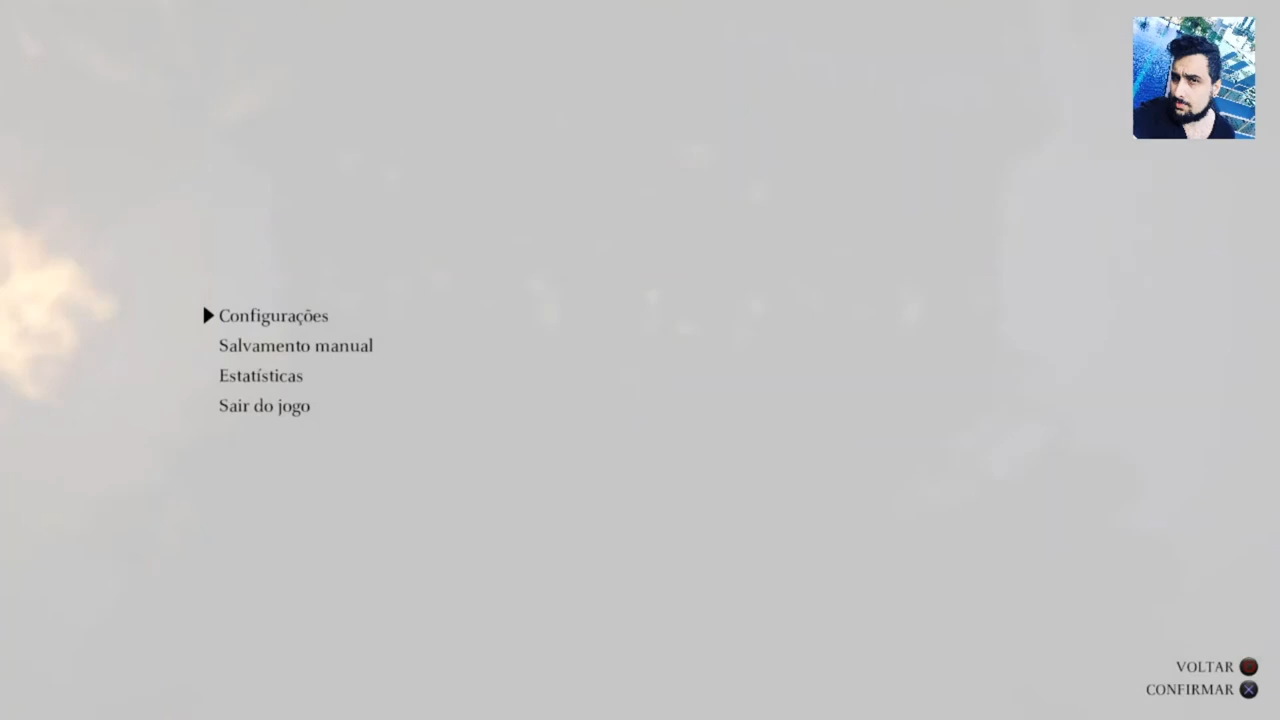 Configurações
Salvamento manual
Estatísticas
Sair do jogo
VOLTAR
CONFIRMAR